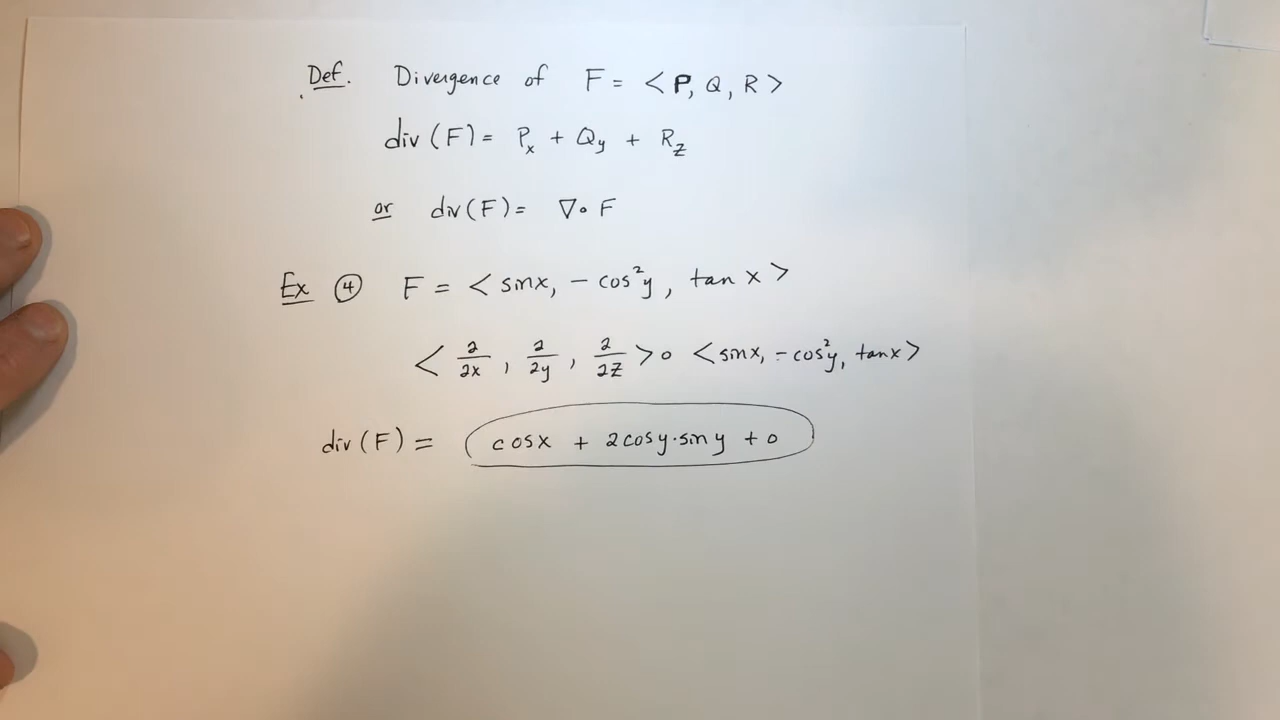 Def. Divergence of F = < P, Q, R >
div (F) = Pₓ + Qy + Rz
or div (F) = ∇∘ F
Ex ④ F = < sinx, - cos²y, tan x >
< ∂/∂x, ∂/∂y, ∂/∂z > ∘ < sinx, - cos²y, tanx >
div (F) = cosx + 2cosy·siny + 0